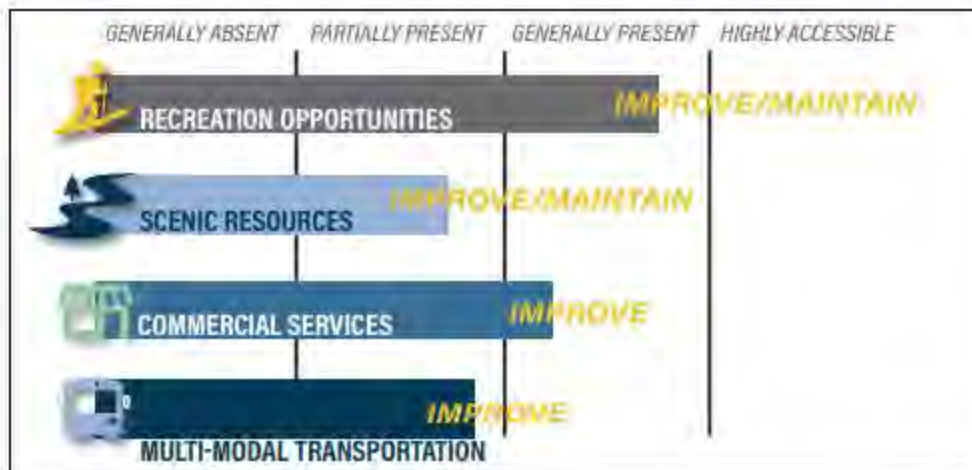 GENERALLY ABSENT PARTIALLY PRESENT GENERALLY PRESENT HIGHLY ACCESSIBLE
IMPROVE/MAINTAIN
RECREATION OPPORTUNITIES
IMPROVE/MAINTAIN
SCENIC RESOURCES
IMPROVE
COMMERCIAL SERVICES
IMPROVE
MULTI-MODAL TRANSPORTATION